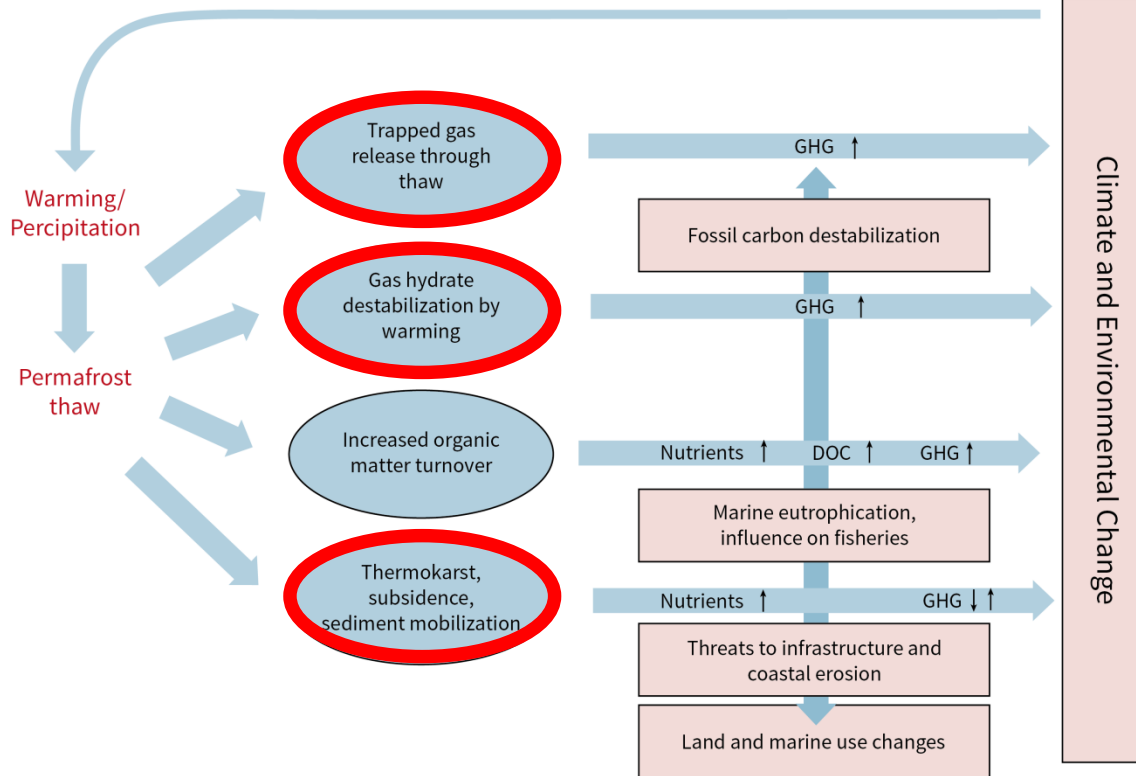 Trapped gas
release through
thaw
GHG ↑
Warming/
Percipitation
Fossil carbon destabilization
Gas hydrate
destabilization by
warming
GHG ↑
Permafrost
thaw
Increased organic
matter turnover
Nutrients ↑ DOC ↑ GHG ↑
Marine eutrophication,
influence on fisheries
Thermokarst,
subsidence,
sediment mobilization
Nutrients ↑ GHG ↓ ↑
Threats to infrastructure and
coastal erosion
Land and marine use changes
Climate and Environmental Change